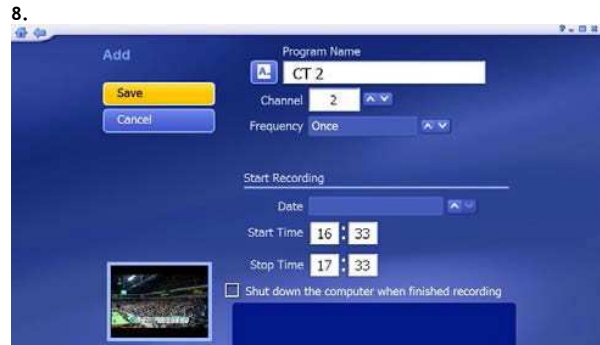 8.
Add
Program Name
A..
CT 2
Save
Channel 2
Cancel
Frequency Once
Start Recording
Date
Start Time 16 : 33
Stop Time 17 : 33
Shut down the computer when finished recording